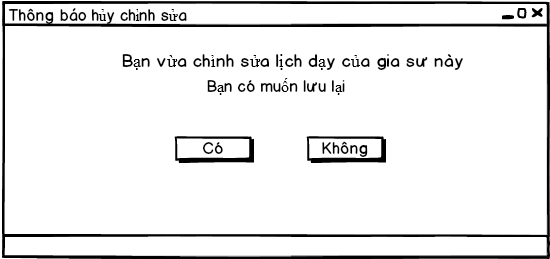 Thông báo hủy chỉnh sửa
Bạn vừa chỉnh sửa lịch dạy của gia sư này
Bạn có muốn lưu lại
Có
Không